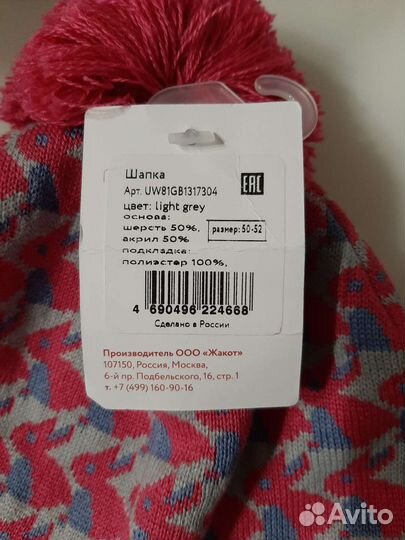 Шапка
Арт. UW81GB1317304
EAC
цвет: light grey
основа:
шерсть 50%,
размер: 50-52
акрил 50%
подкладка:
полиэстер 100%,
4 690496 224668
Сделано в России
Производитель ООО «Жакот»
107150, Россия, Москва,
6-й пр. Подбельского, 16, стр. 1
т. +7 (499) 160-90-16
Avito